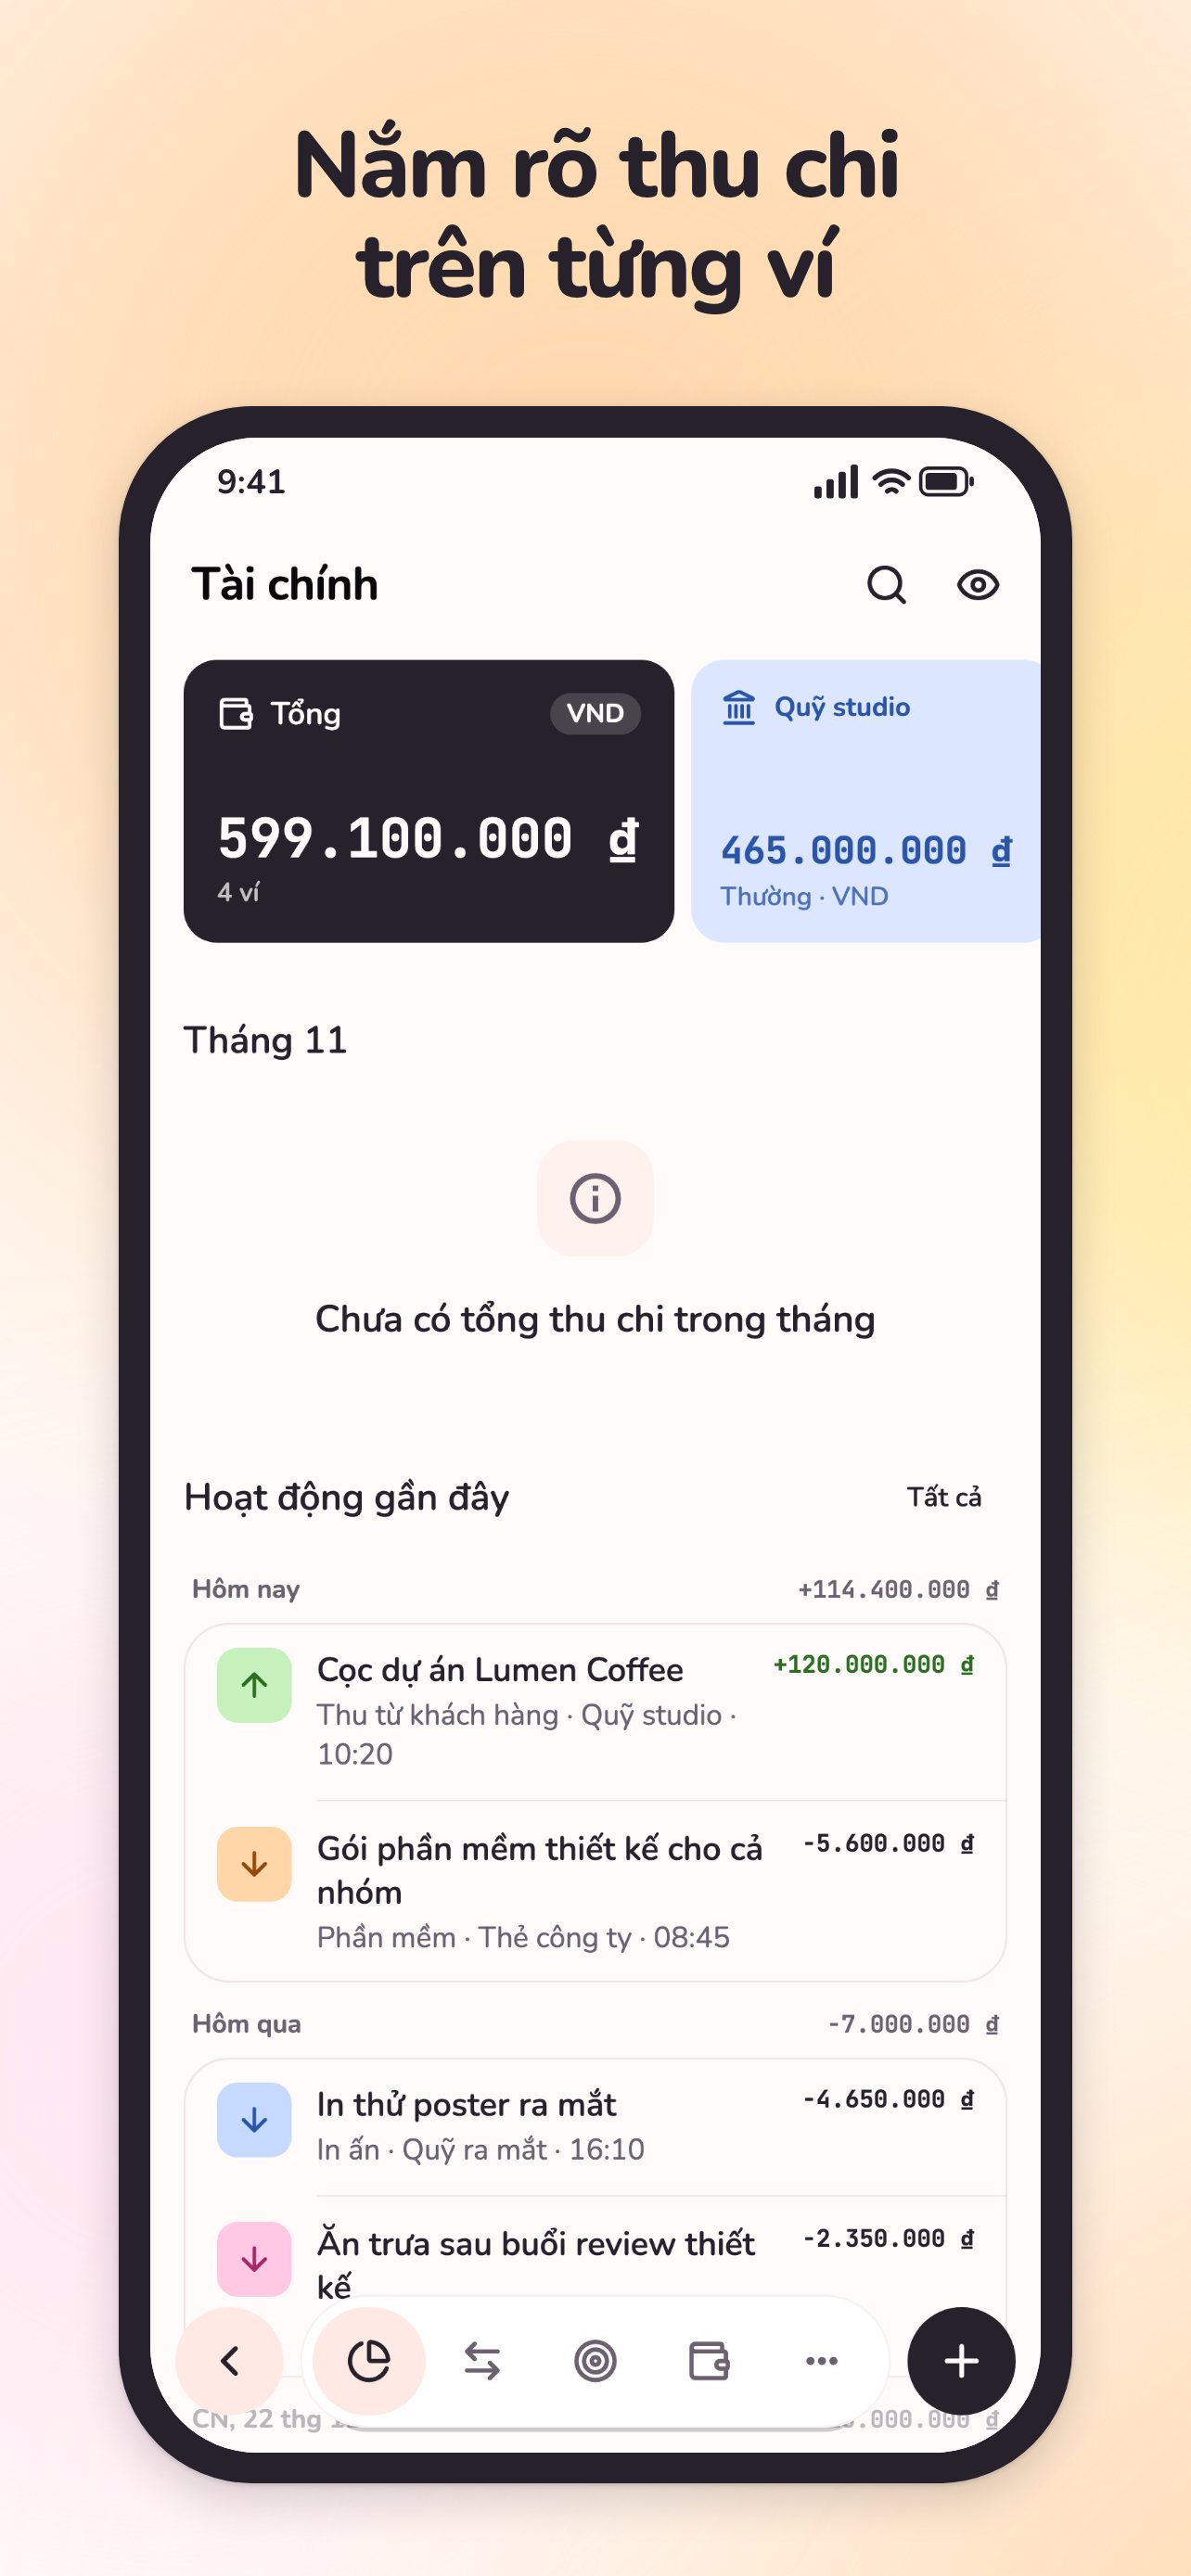 Nắm rõ thu chi
trên từng ví
9:41
Tài chính
Tổng
VND
599.100.000 ₫
4 ví
Quỹ studio
465.000.000 ₫
Thường · VND
Tháng 11
Chưa có tổng thu chi trong tháng
Hoạt động gần đây
Tất cả
Hôm nay
+114.400.000 ₫
Cọc dự án Lumen Coffee
+120.000.000 ₫
Thu từ khách hàng · Quỹ studio ·
10:20
Gói phần mềm thiết kế cho cả
nhóm
-5.600.000 ₫
Phần mềm · Thẻ công ty · 08:45
Hôm qua
-7.000.000 ₫
In thử poster ra mắt
-4.650.000 ₫
In ấn · Quỹ ra mắt · 16:10
Ăn trưa sau buổi review thiết
kế
-2.350.000 ₫
CN, 22 thg